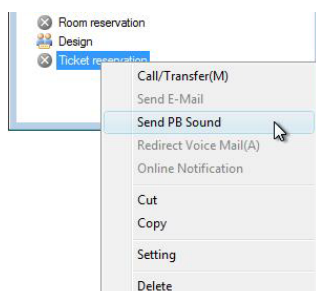 Room reservation
Design
Ticket reservation
Call/Transfer(M)
Send E-Mail
Send PB Sound
Redirect Voice Mail(A)
Online Notification
Cut
Copy
Setting
Delete